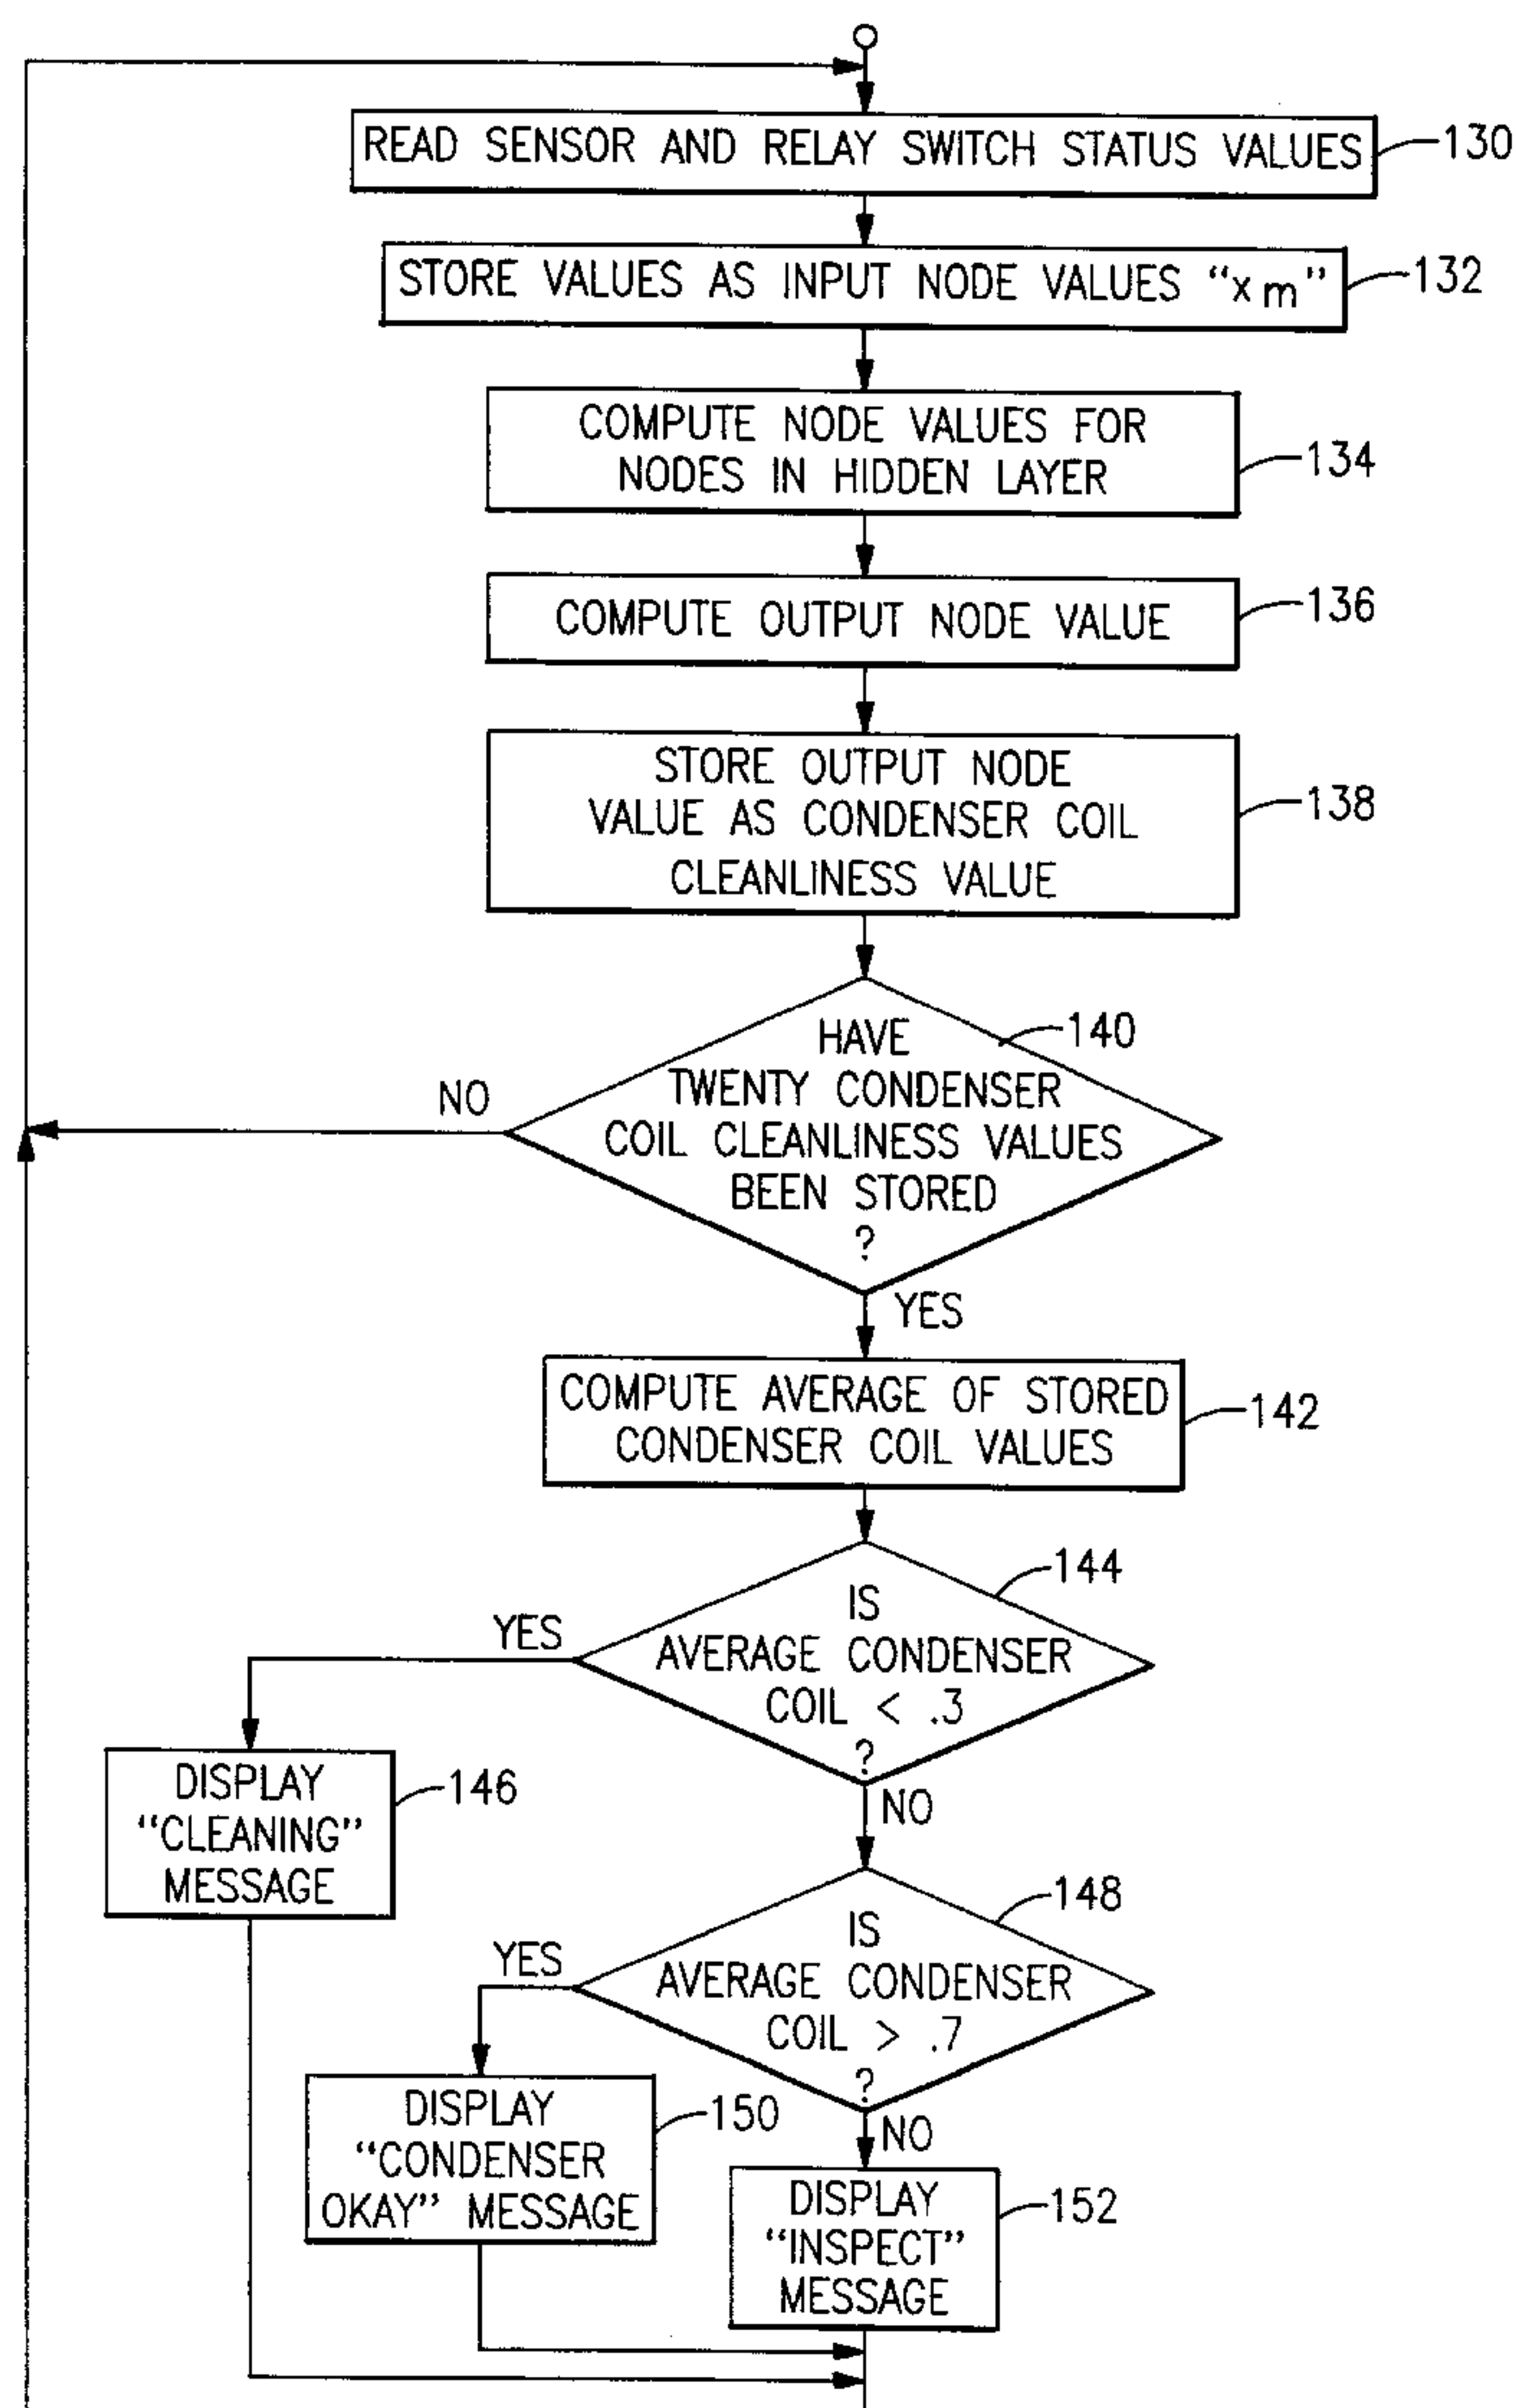 READ SENSOR AND RELAY SWITCH STATUS VALUES
130
STORE VALUES AS INPUT NODE VALUES “x m”
132
COMPUTE NODE VALUES FOR
NODES IN HIDDEN LAYER
134
COMPUTE OUTPUT NODE VALUE
136
STORE OUTPUT NODE
VALUE AS CONDENSER COIL
CLEANLINESS VALUE
138
HAVE
TWENTY CONDENSER
COIL CLEANLINESS VALUES
BEEN STORED
?
140
NO
YES
COMPUTE AVERAGE OF STORED
CONDENSER COIL VALUES
142
IS
AVERAGE CONDENSER
COIL < .3
?
144
YES
NO
DISPLAY
“CLEANING”
MESSAGE
146
IS
AVERAGE CONDENSER
COIL > .7
?
148
YES
NO
DISPLAY
“CONDENSER
OKAY” MESSAGE
150
DISPLAY
“INSPECT”
MESSAGE
152